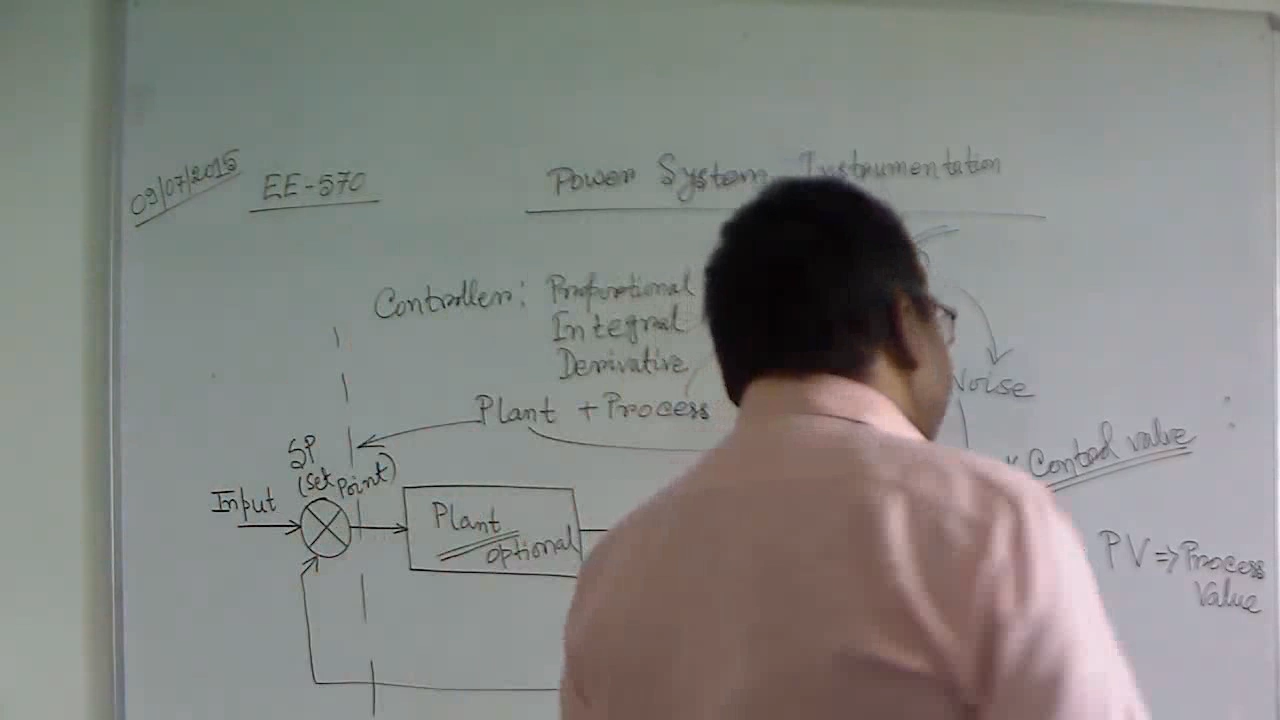 09/07/2015 EE-570 Power System Instrumentation
Controller: Proportional
Integral
Derivative
Plant + Process
Noise
SP
(Set Point)
Input
Plant
optional
" Control value
PV => Process
Value